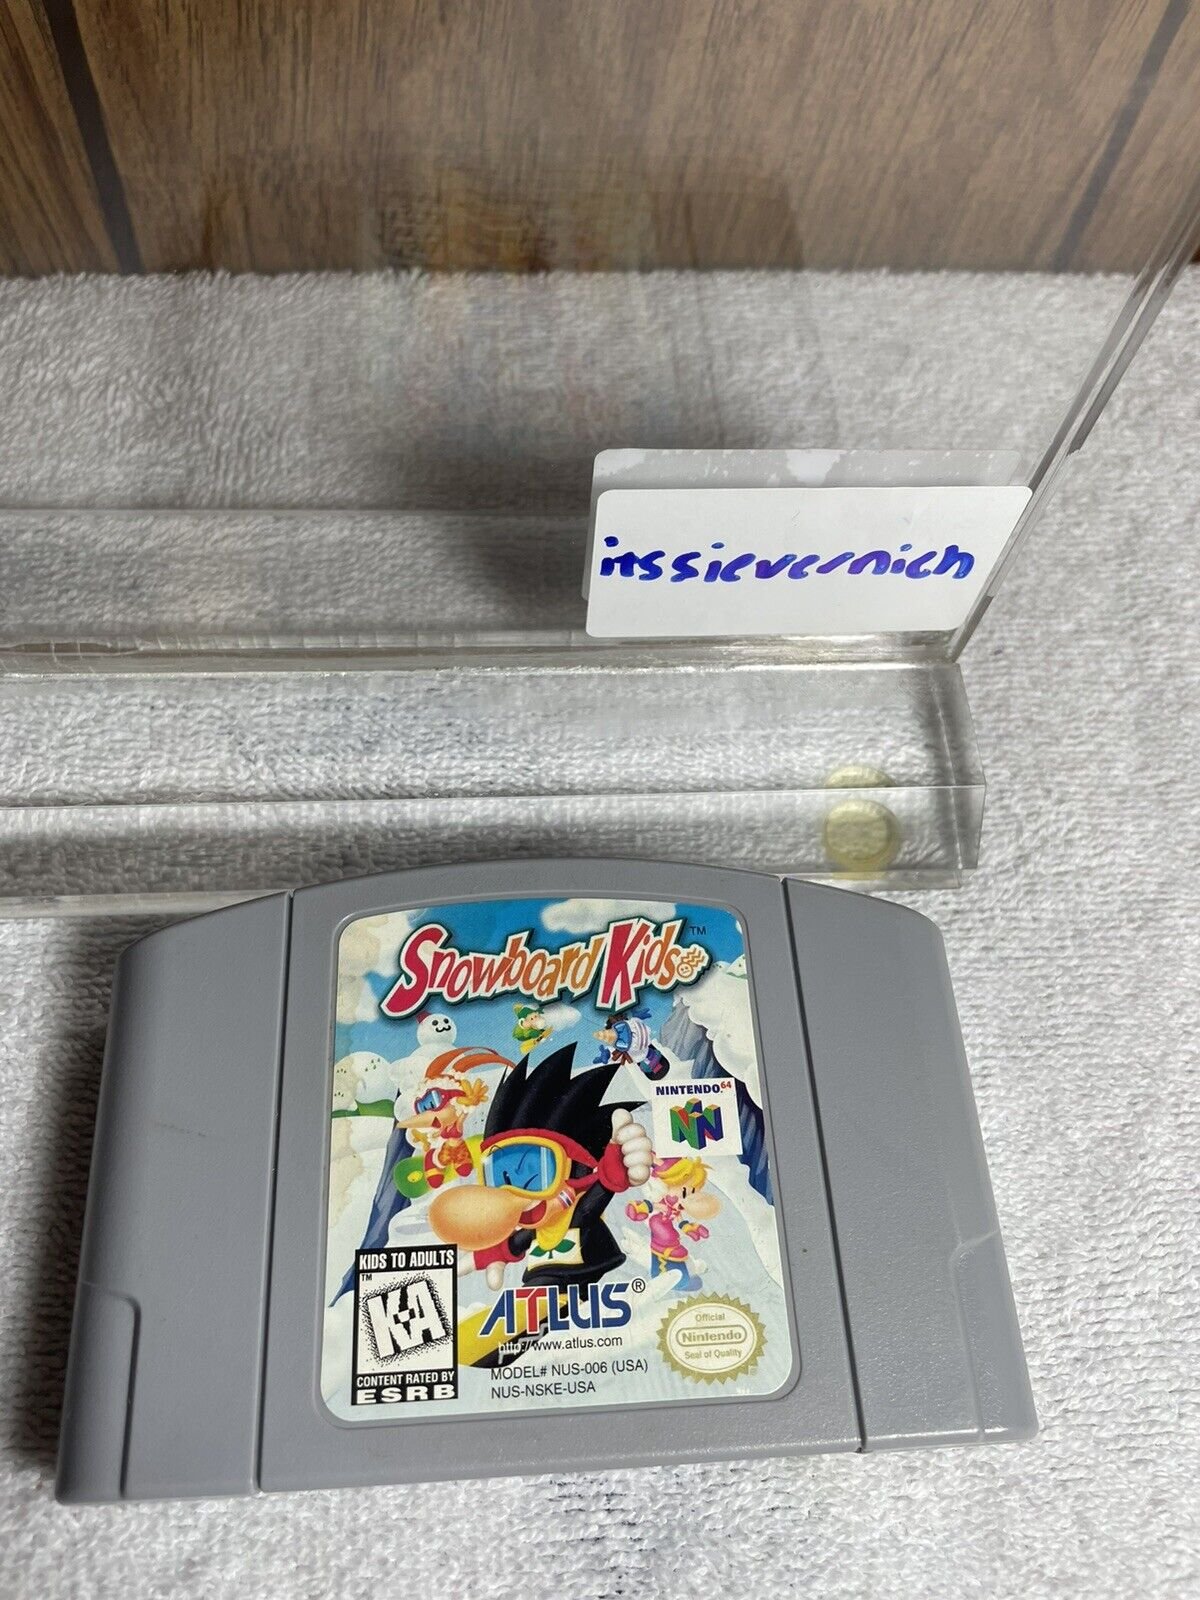 itssievernich
Snowboard Kids™
NINTENDO⁶⁴
KIDS TO ADULTS
™
K-A
CONTENT RATED BY
ESRB
ATLUS®
http://www.atlus.com
MODEL# NUS-006 (USA)
NUS-NSKE-USA
Official
Nintendo
Seal of Quality